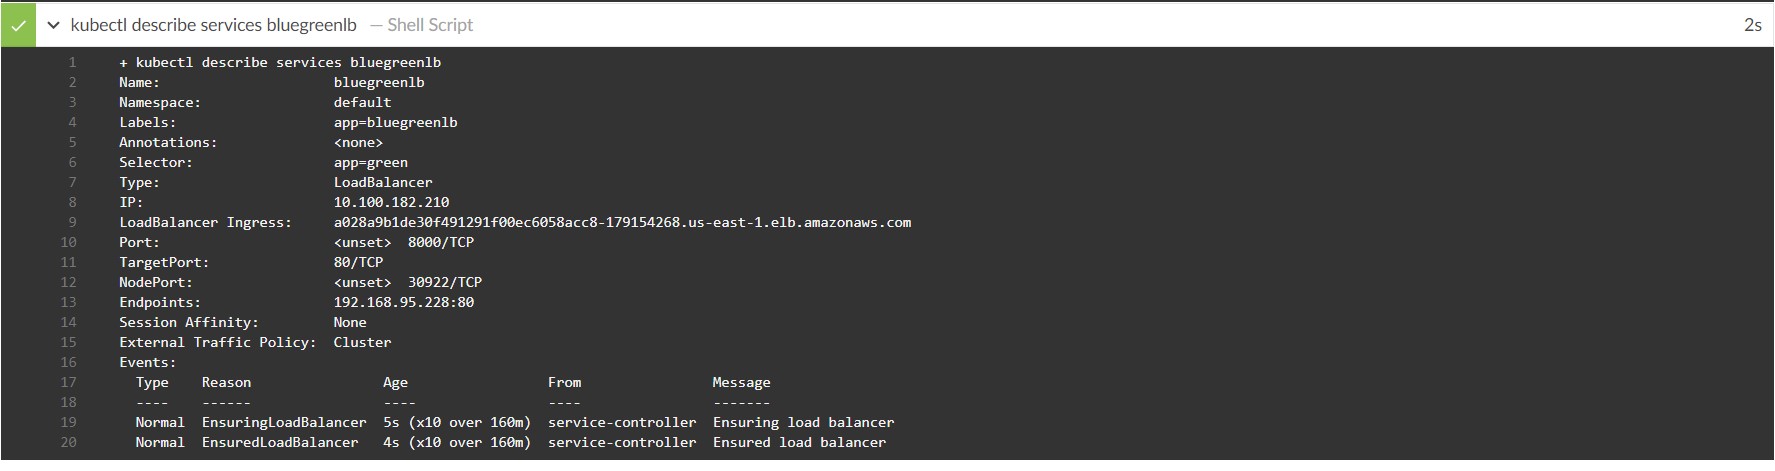 kubectl describe services bluegreenlb — Shell Script 2s
1 + kubectl describe services bluegreenlb
2 Name: bluegreenlb
3 Namespace: default
4 Labels: app=bluegreenlb
5 Annotations: <none>
6 Selector: app=green
7 Type: LoadBalancer
8 IP: 10.100.182.210
9 LoadBalancer Ingress: a028a9b1de30f491291f00ec6058acc8-179154268.us-east-1.elb.amazonaws.com
10 Port: <unset> 8000/TCP
11 TargetPort: 80/TCP
12 NodePort: <unset> 30922/TCP
13 Endpoints: 192.168.95.228:80
14 Session Affinity: None
15 External Traffic Policy: Cluster
16 Events:
17 Type Reason Age From Message
18 ---- ------ ---- ---- -------
19 Normal EnsuringLoadBalancer 5s (x10 over 160m) service-controller Ensuring load balancer
20 Normal EnsuredLoadBalancer 4s (x10 over 160m) service-controller Ensured load balancer